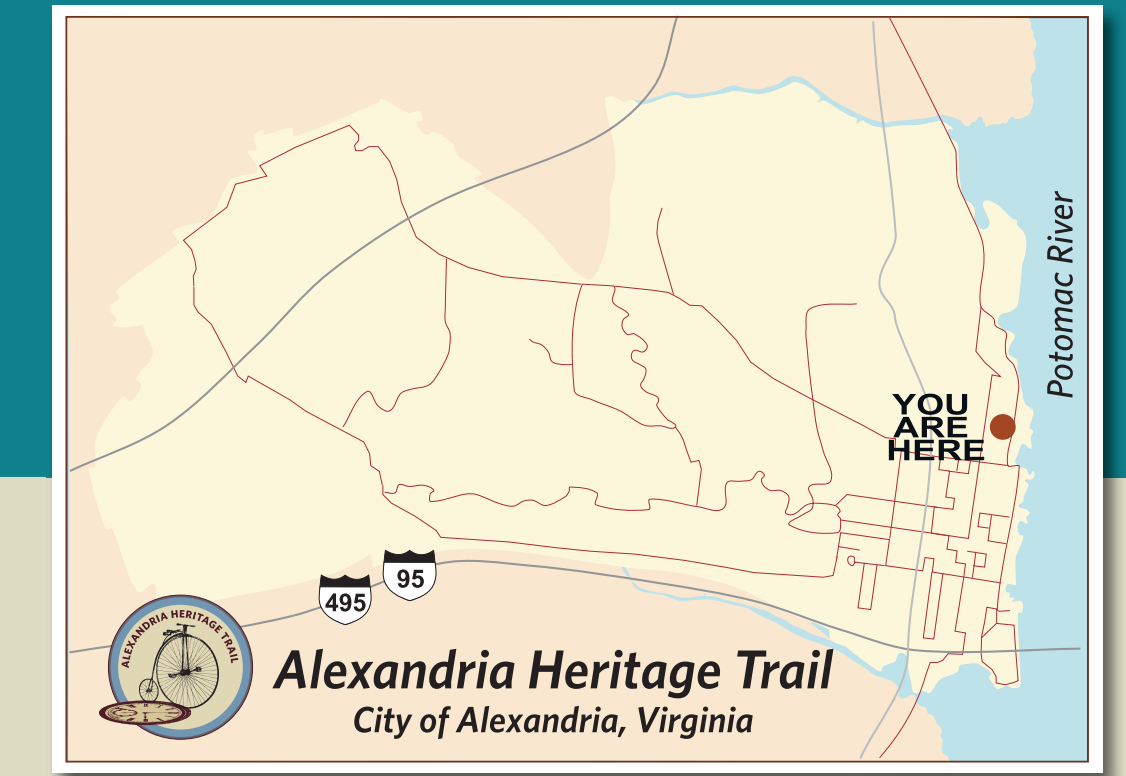 Potomac River
YOU
ARE
HERE
95
495
ALEXANDRIA HERITAGE TRAIL
Alexandria Heritage Trail
City of Alexandria, Virginia